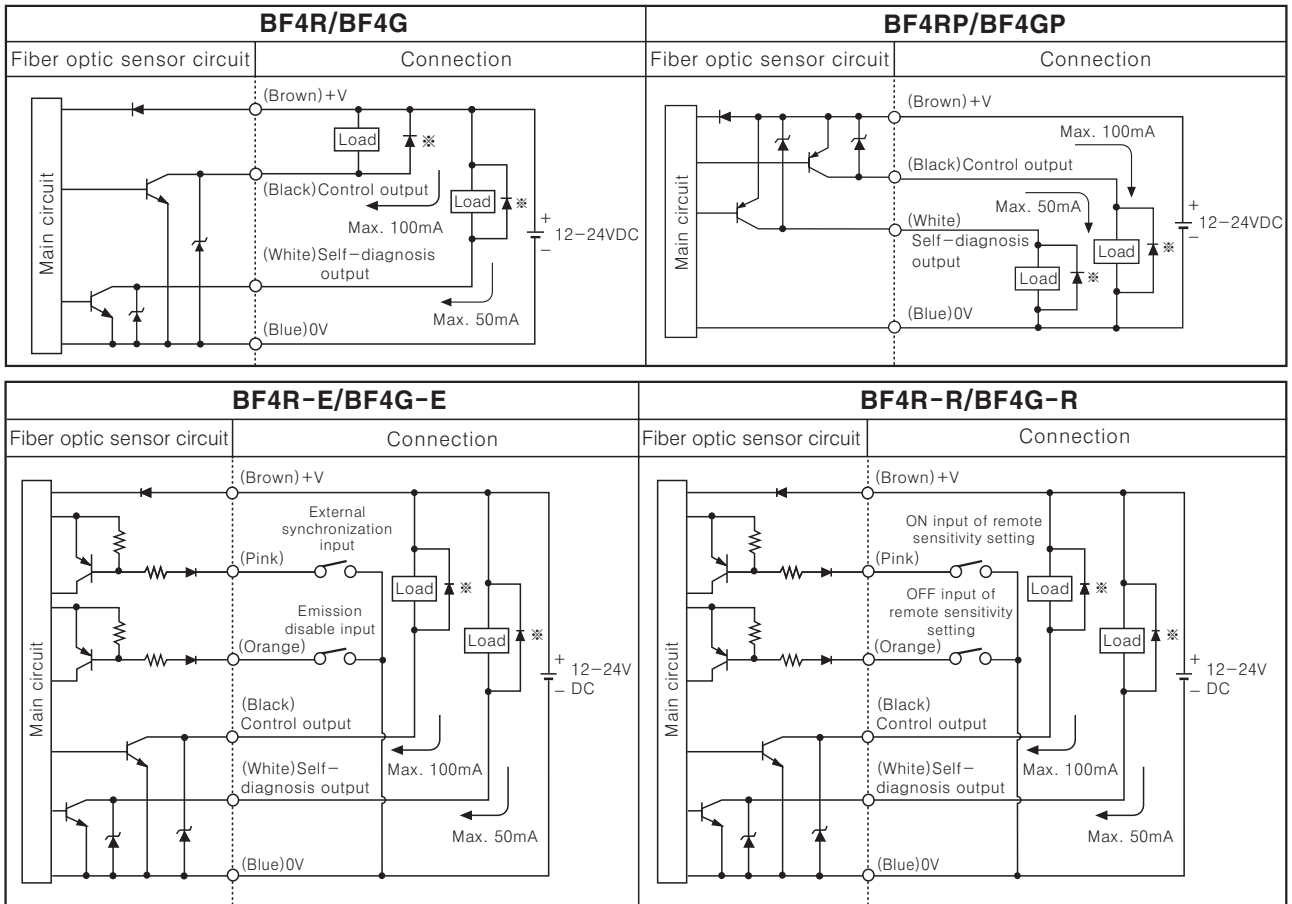 BF4R/BF4G
Fiber optic sensor circuit
Connection
Main circuit
(Brown)+V
Load
※
(Black)Control output
Max. 100mA
Load
※
(White)Self-diagnosis
output
Max. 50mA
(Blue)0V
+
12-24VDC
-
BF4RP/BF4GP
Fiber optic sensor circuit
Connection
Main circuit
(Brown)+V
Max. 100mA
(Black)Control output
Max. 50mA
(White)
Self-diagnosis
output
Load
※
Load
※
(Blue)0V
+
12-24VDC
-
BF4R-E/BF4G-E
Fiber optic sensor circuit
Connection
Main circuit
(Brown)+V
External
synchronization
input
(Pink)
Load
※
Emission
disable input
(Orange)
Load
※
(Black)
Control output
Max. 100mA
(White)Self-
diagnosis output
Max. 50mA
(Blue)0V
+
12-24V
- DC
BF4R-R/BF4G-R
Fiber optic sensor circuit
Connection
Main circuit
(Brown)+V
ON input of remote
sensitivity setting
(Pink)
Load
※
OFF input of
remote sensitivity
setting
(Orange)
Load
※
(Black)
Control output
Max. 100mA
(White)Self-
diagnosis output
Max. 50mA
(Blue)0V
+
12-24V
- DC